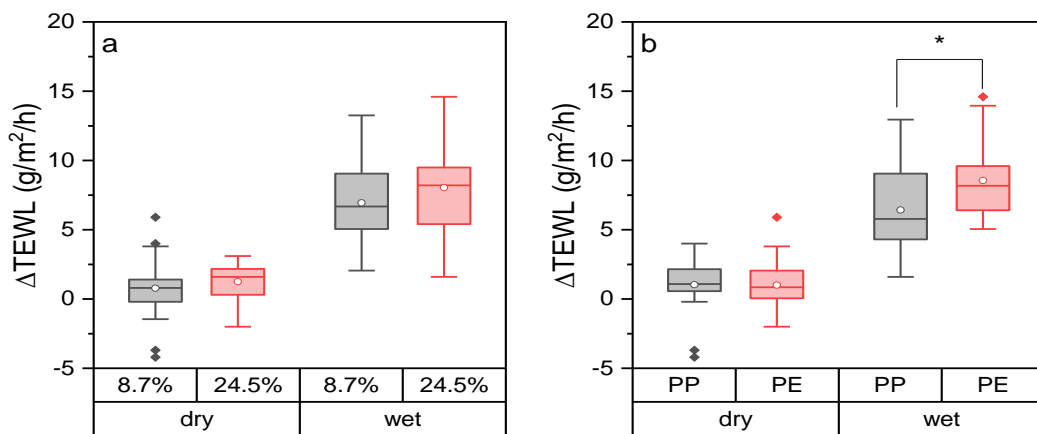 a
20
15
10
5
0
-5
ΔTEWL (g/m²/h)
8.7% 24.5% 8.7% 24.5%
dry wet
b
*
20
15
10
5
0
-5
ΔTEWL (g/m²/h)
PP PE PP PE
dry wet